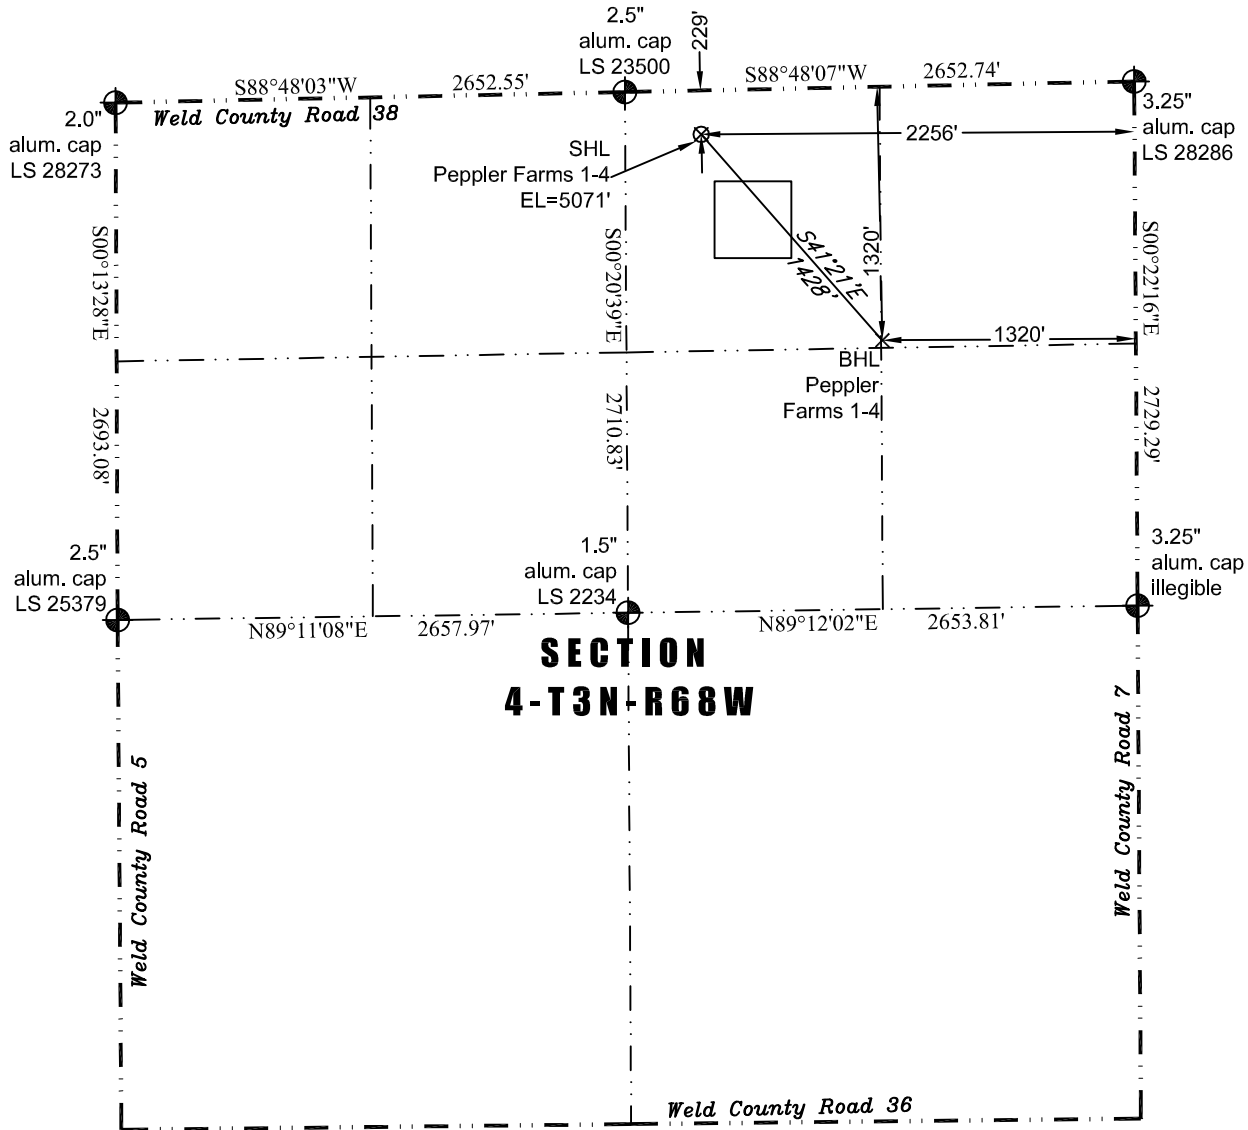 2.5"
alum. cap
LS 23500
229'
S88°48'03"W
2652.55'
S88°48'07"W
2652.74'
2.0"
alum. cap
LS 28273
Weld County Road 38
3.25"
alum. cap
LS 28286
2256'
SHL
Peppler Farms 1-4
EL=5071'
S00°13'28"E
S00°20'39"E
S41°21'E
1428'
1320'
S00°22'16"E
1320'
BHL
Peppler
Farms 1-4
2693.08'
2710.83'
2729.29'
2.5"
alum. cap
LS 25379
1.5"
alum. cap
LS 2234
3.25"
alum. cap
illegible
N89°11'08"E
2657.97'
N89°12'02"E
2653.81'
SECTION
4-T3N-R68W
Weld County Road 5
Weld County Road 7
Weld County Road 36